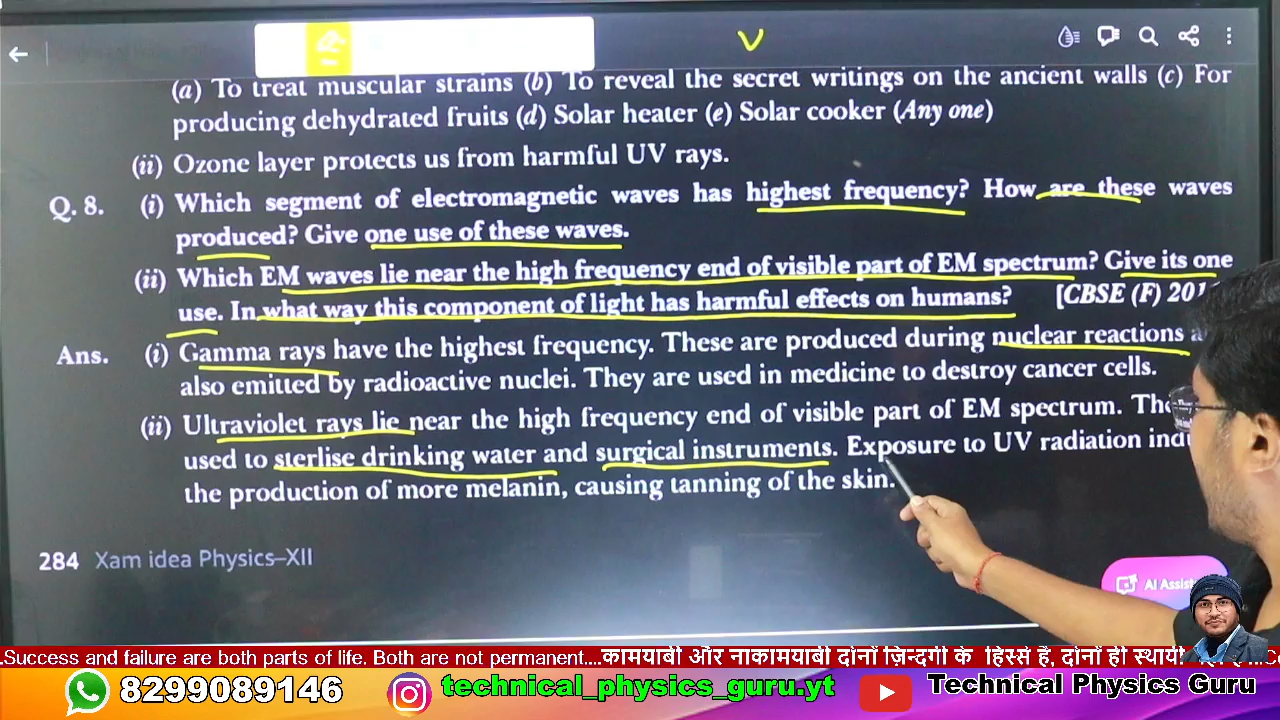 (a) To treat muscular strains (b) To reveal the secret writings on the ancient walls (c) For
producing dehydrated fruits (d) Solar heater (e) Solar cooker (Any one)
(ii) Ozone layer protects us from harmful UV rays.
Q. 8. (i) Which segment of electromagnetic waves has highest frequency? How are these waves
produced? Give one use of these waves.
(ii) Which EM waves lie near the high frequency end of visible part of EM spectrum? Give its one
use. In what way this component of light has harmful effects on humans? [CBSE (F)
Ans. (i) Gamma rays have the highest frequency. These are produced during nuclear reactions
also emitted by radioactive nuclei. They are used in medicine to destroy cancer cells.
(ii) Ultraviolet rays lie near the high frequency end of visible part of EM spectrum.
used to sterlise drinking water and surgical instruments. Exposure to UV radiation
the production of more melanin, causing tanning of the skin.
284 Xam idea Physics–XII
AI
.Success and failure are both parts of life. Both are not permanent....कामयाबी और नाकामयाबी दोनों ज़िन्दगी के हिस्से हैं, दोनों ही स्थायी
8299089146
technical_physics_guru.yt
Technical Physics Guru